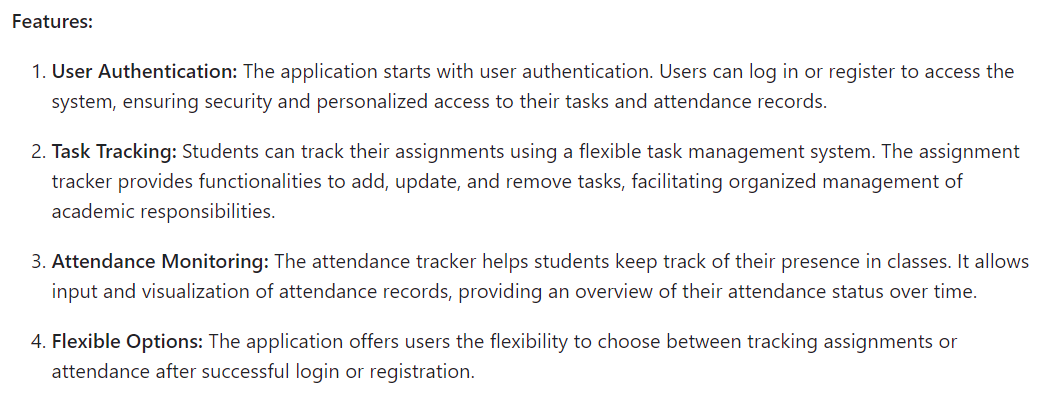 Features:
1. User Authentication: The application starts with user authentication. Users can log in or register to access the
system, ensuring security and personalized access to their tasks and attendance records.
2. Task Tracking: Students can track their assignments using a flexible task management system. The assignment
tracker provides functionalities to add, update, and remove tasks, facilitating organized management of
academic responsibilities.
3. Attendance Monitoring: The attendance tracker helps students keep track of their presence in classes. It allows
input and visualization of attendance records, providing an overview of their attendance status over time.
4. Flexible Options: The application offers users the flexibility to choose between tracking assignments or
attendance after successful login or registration.